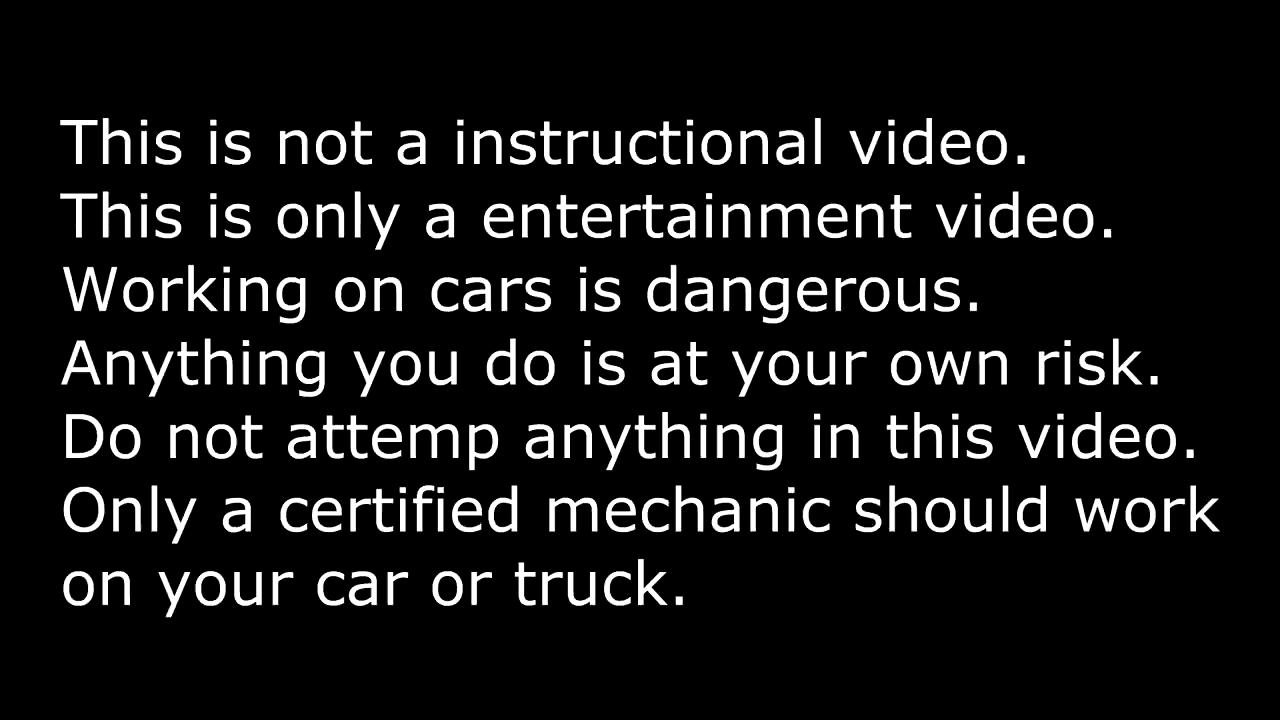 This is not a instructional video.
This is only a entertainment video.
Working on cars is dangerous.
Anything you do is at your own risk.
Do not attemp anything in this video.
Only a certified mechanic should work
on your car or truck.